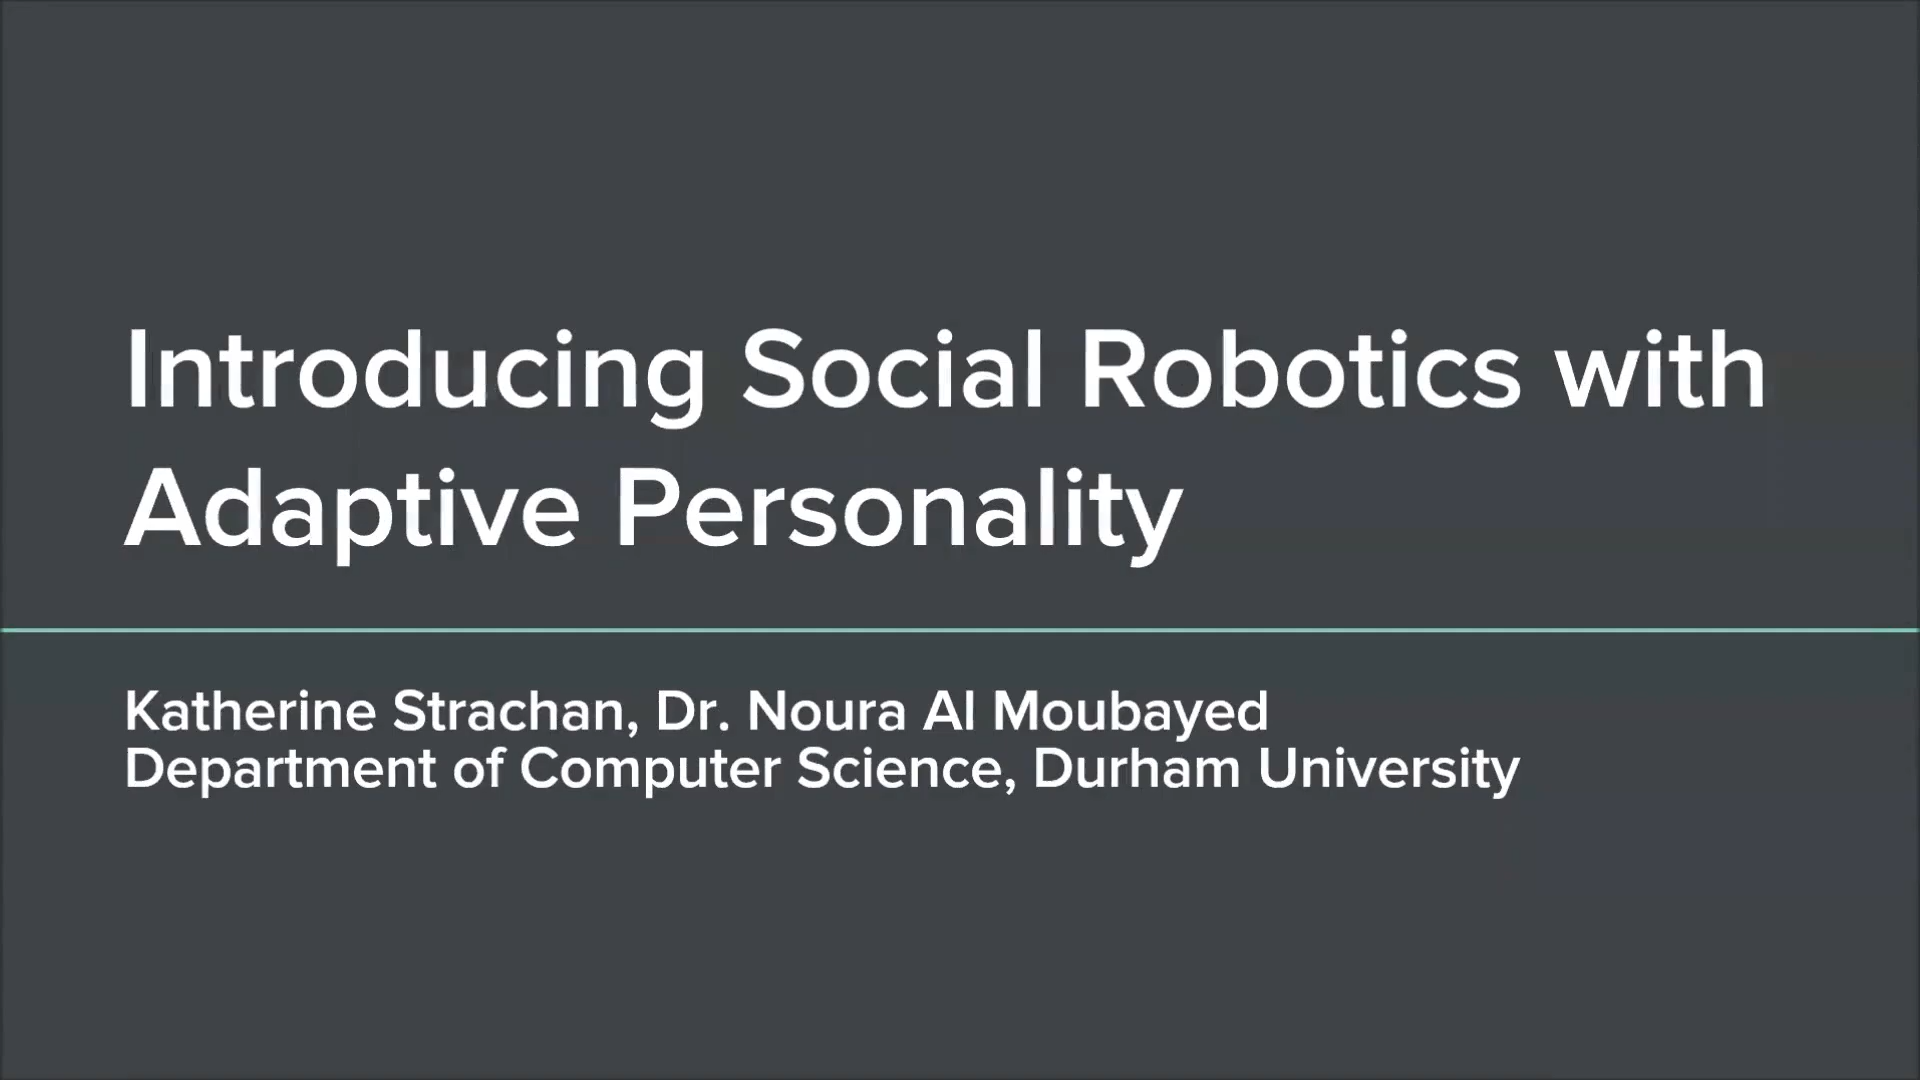 Introducing Social Robotics with
Adaptive Personality
Katherine Strachan, Dr. Noura Al Moubayed
Department of Computer Science, Durham University